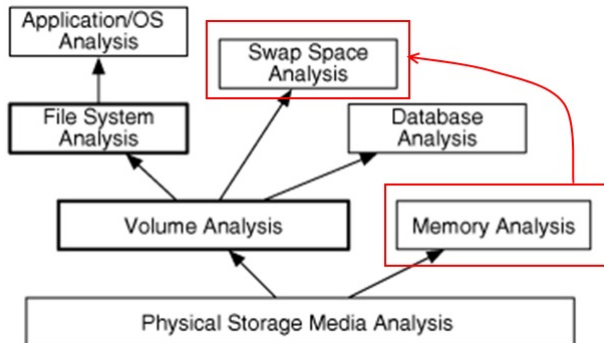 Application/OS
Analysis
Swap Space
Analysis
File System
Analysis
Database
Analysis
Volume Analysis
Memory Analysis
Physical Storage Media Analysis